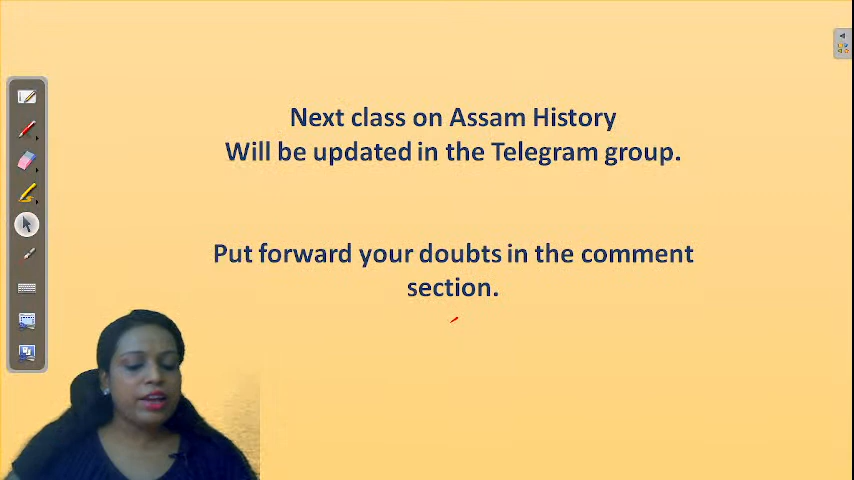 Next class on Assam History
Will be updated in the Telegram group.
Put forward your doubts in the comment
section.